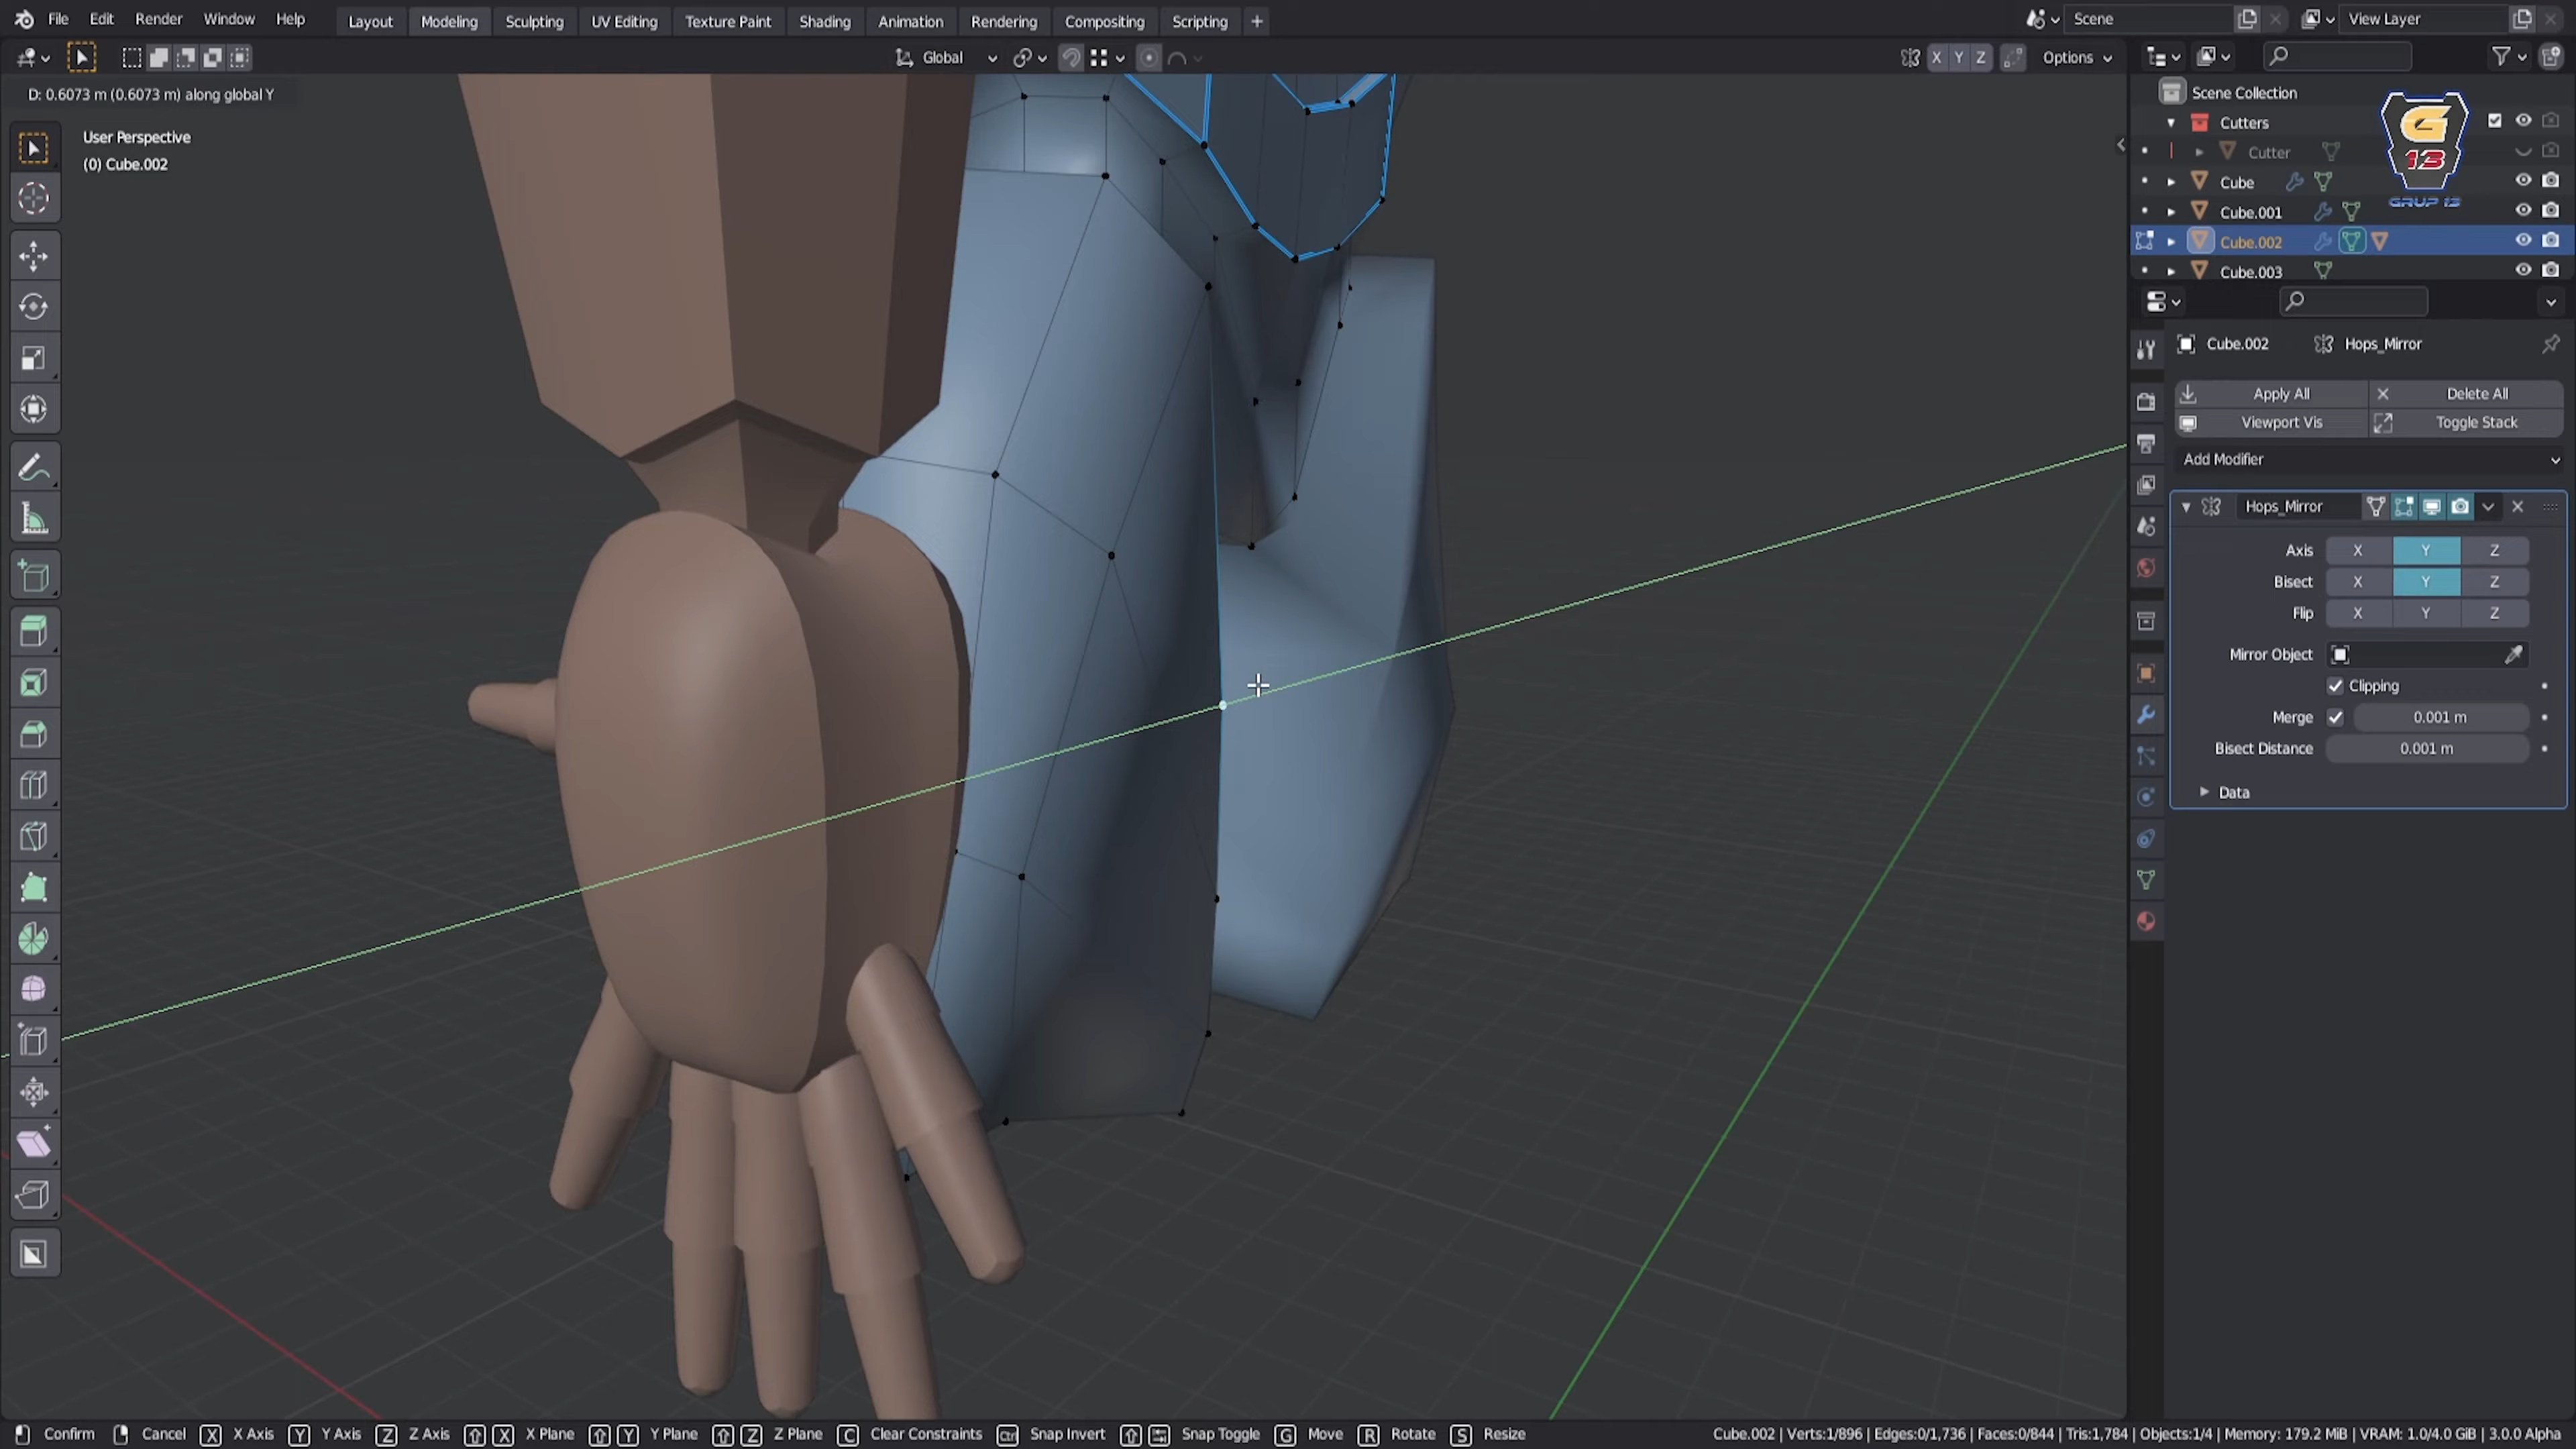 File Edit Render Window Help
Layout Modeling Sculpting UV Editing Texture Paint Shading Animation Rendering Compositing Scripting +
Scene
View Layer
Global
X Y Z
Options
D: 0.6073 m (0.6073 m) along global Y
User Perspective
(0) Cube.002
Scene Collection
Cutters
Cutter
Cube
Cube.001
Cube.002
Cube.003
G
13
GRUP 13
Cube.002 Hops_Mirror
Apply All Delete All
Viewport Vis Toggle Stack
Add Modifier
Hops_Mirror
Axis X Y Z
Bisect X Y Z
Flip X Y Z
Mirror Object
Clipping
Merge 0.001 m
Bisect Distance 0.001 m
Data
Confirm Cancel X X Axis Y Y Axis Z Z Axis X X Plane Y Y Plane Z Z Plane C Clear Constraints Ctrl Snap Invert Snap Toggle G Move R Rotate S Resize
Cube.002 | Verts:1/896 | Edges:0/1,736 | Faces:0/844 | Tris:1,784 | Objects:1/4 | Memory: 179.2 MiB | VRAM: 1.0/4.0 GiB | 3.0.0 Alpha